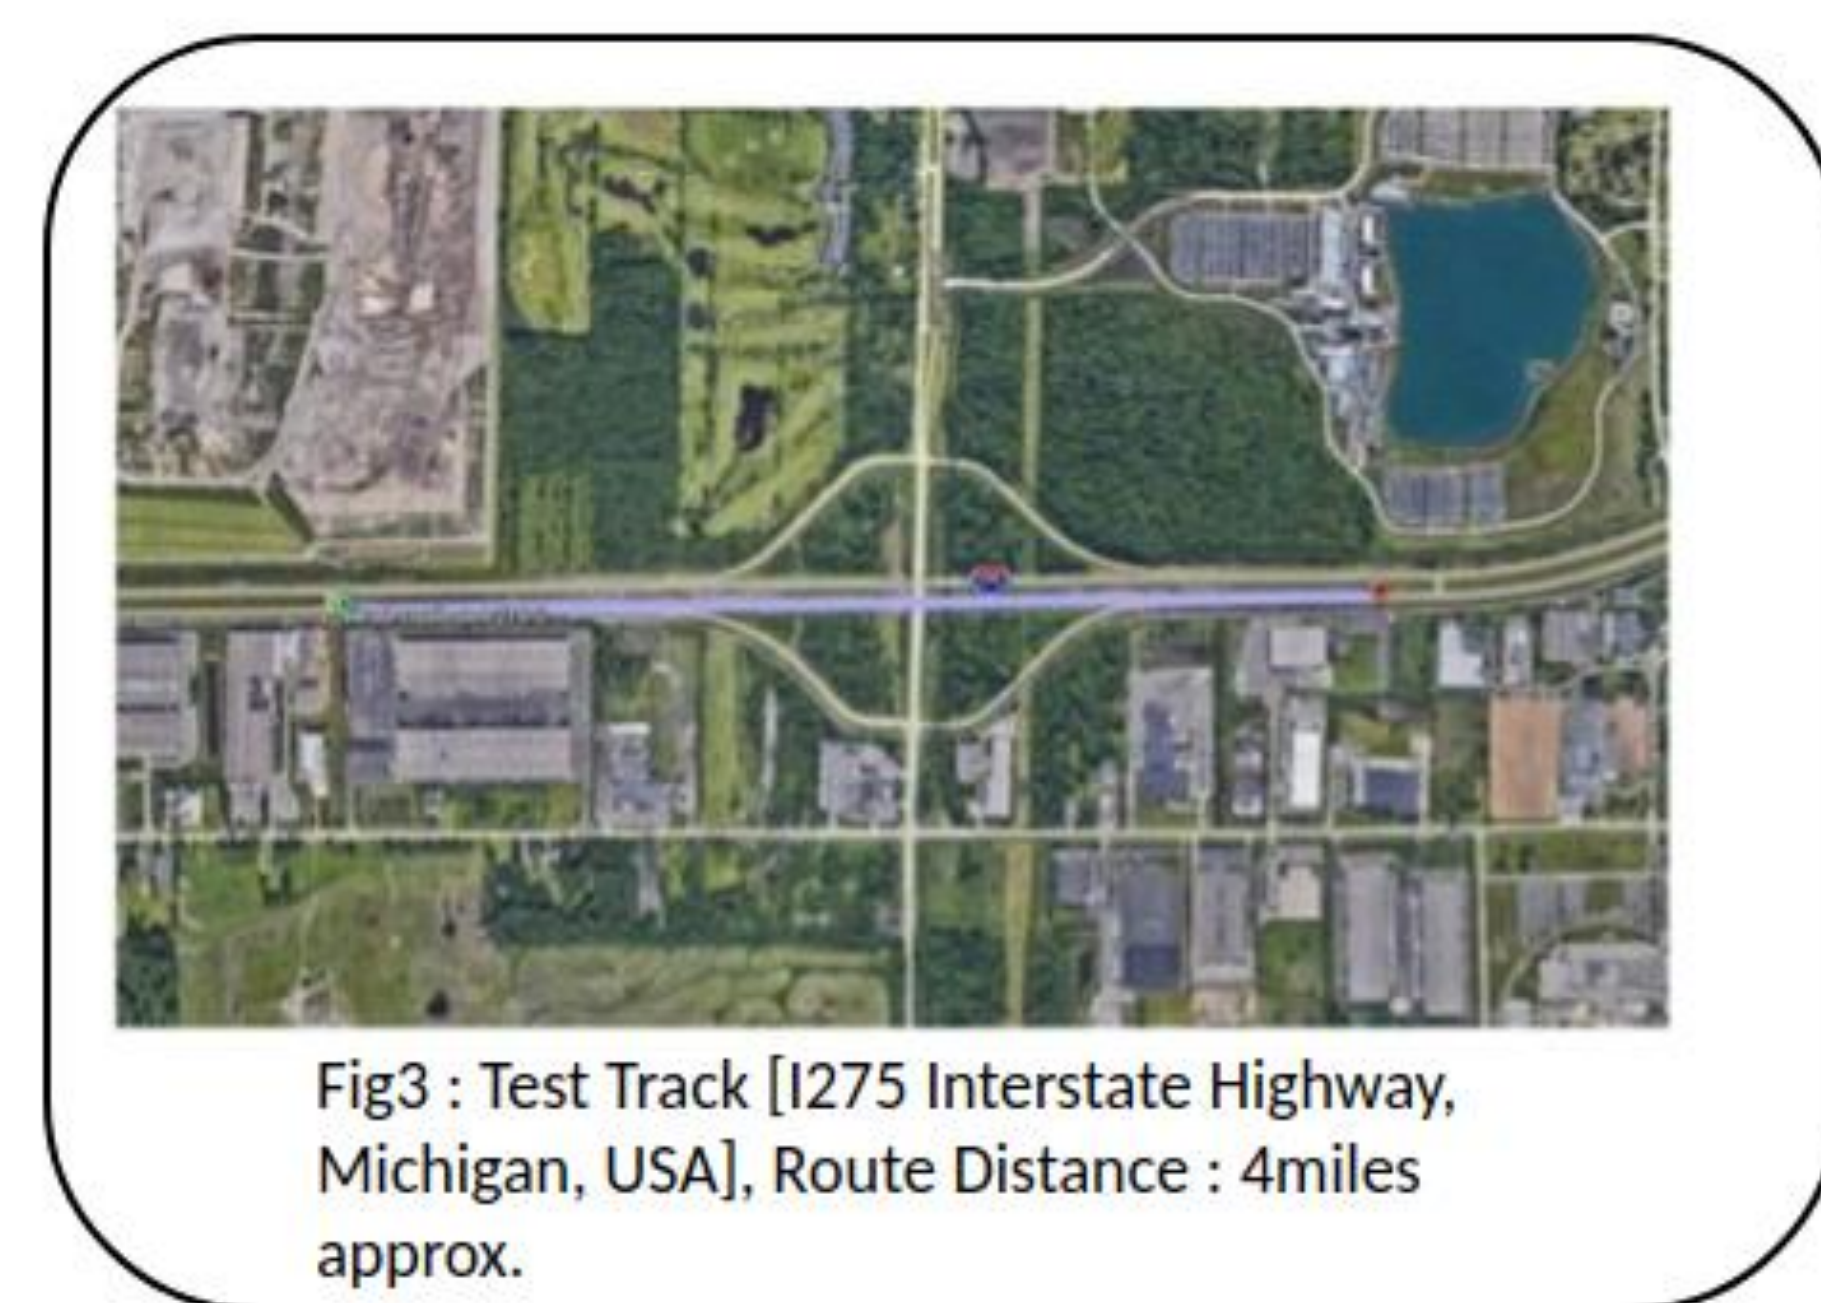 Fig3 : Test Track [I275 Interstate Highway,
Michigan, USA], Route Distance : 4miles
approx.